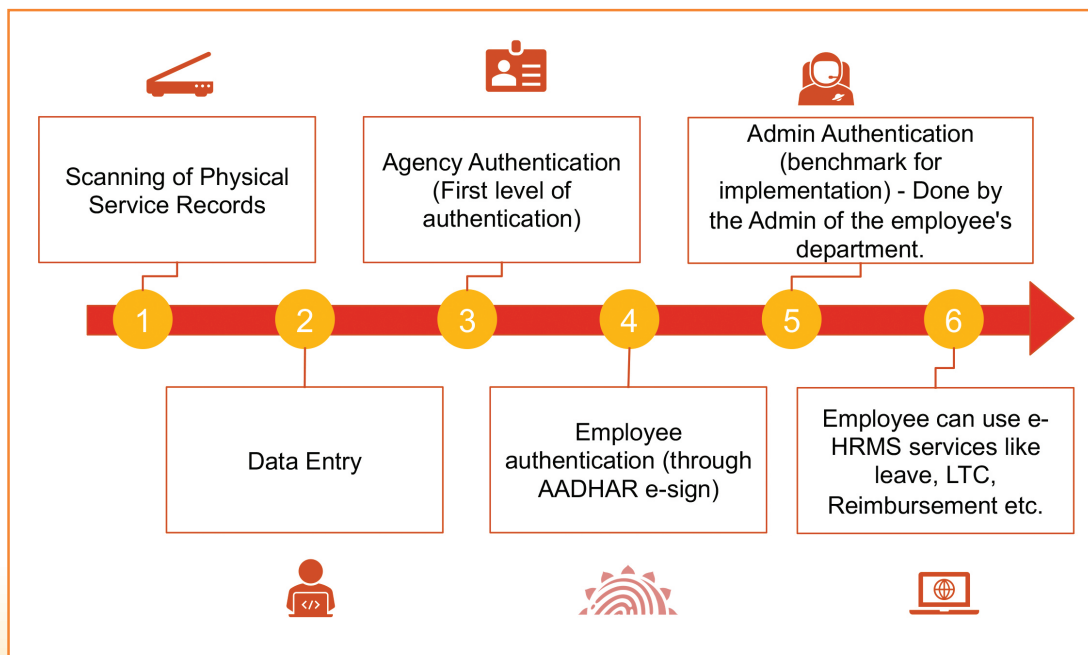 Scanning of Physical
Service Records
Agency Authentication
(First level of
authentication)
Admin Authentication
(benchmark for
implementation) - Done by
the Admin of the employee's
department.
1
2
3
4
5
6
Data Entry
Employee
authentication (through
AADHAR e-sign)
Employee can use e-
HRMS services like
leave, LTC,
Reimbursement etc.